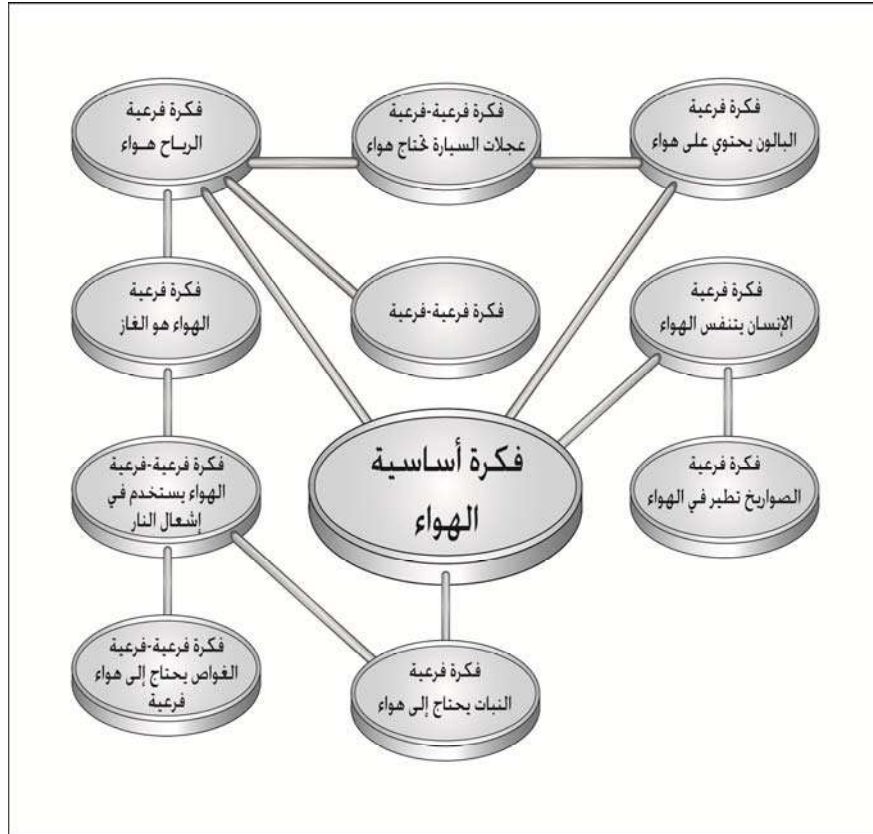 فكرة فرعية
البالون يحتوي على هواء
فكرة فرعية-فرعية
عجلات السيارة تحتاج هواء
فكرة فرعية
الرياح هواء
فكرة فرعية
الإنسان يتنفس الهواء
فكرة فرعية-فرعية
فكرة فرعية
الهواء هو الغاز
فكرة فرعية
الصواريخ تطير في الهواء
فكرة أساسية
الهواء
فكرة فرعية-فرعية
الهواء يستخدم في
إشعال النار
فكرة فرعية
النبات يحتاج إلى هواء
فكرة فرعية-فرعية
الغواص يحتاج إلى هواء
فرعية